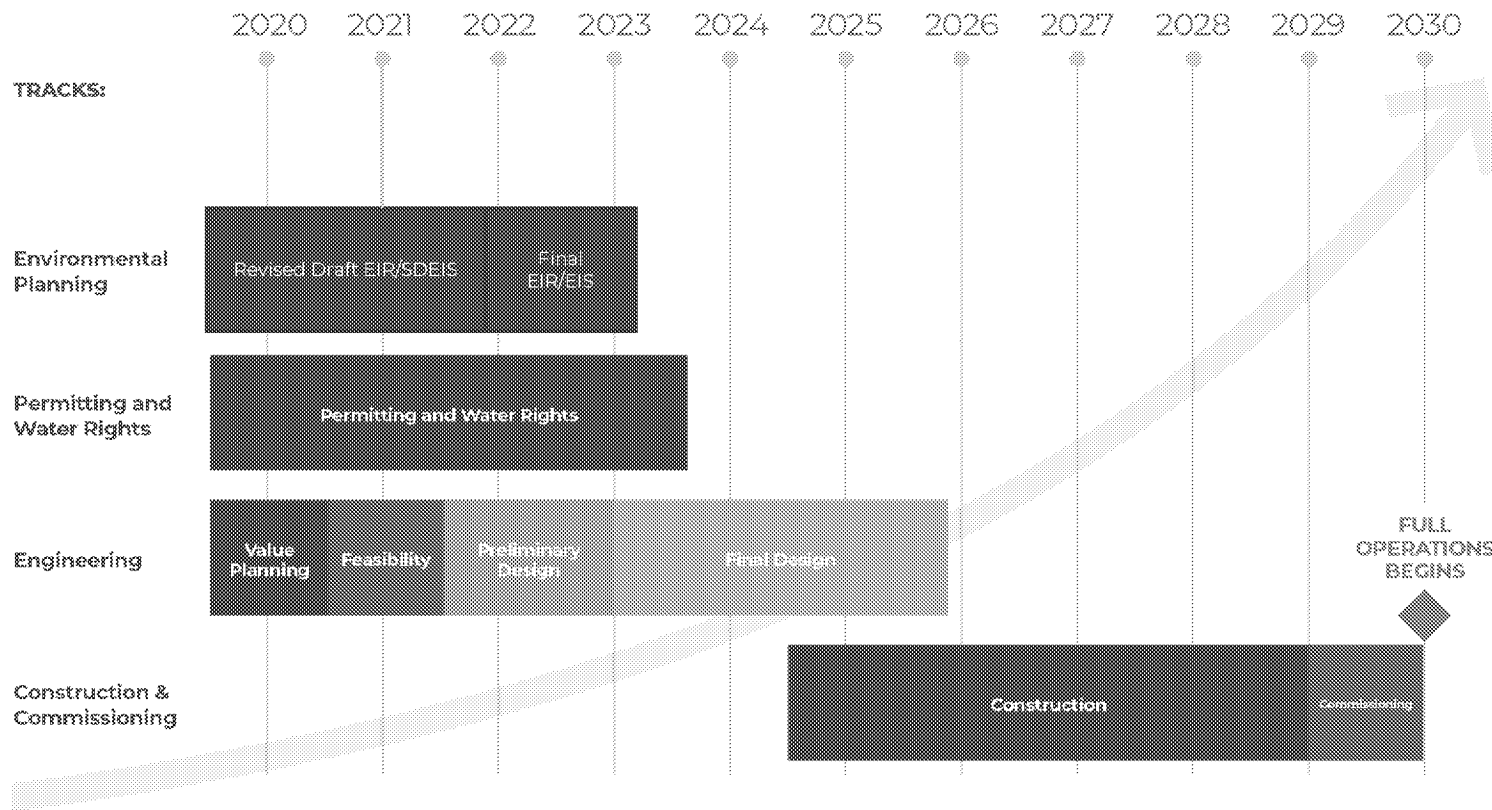 2020 2021 2022 2023 2024 2025 2026 2027 2028 2029 2030
TRACKS:
Environmental
Planning
Revised Draft EIR/SDEIS
Final
EIR/EIS
Permitting and
Water Rights
Permitting and Water Rights
Engineering
Value
Planning
Feasibility
Preliminary
Design
Final Design
FULL
OPERATIONS
BEGINS
Construction &
Commissioning
Construction
Commissioning